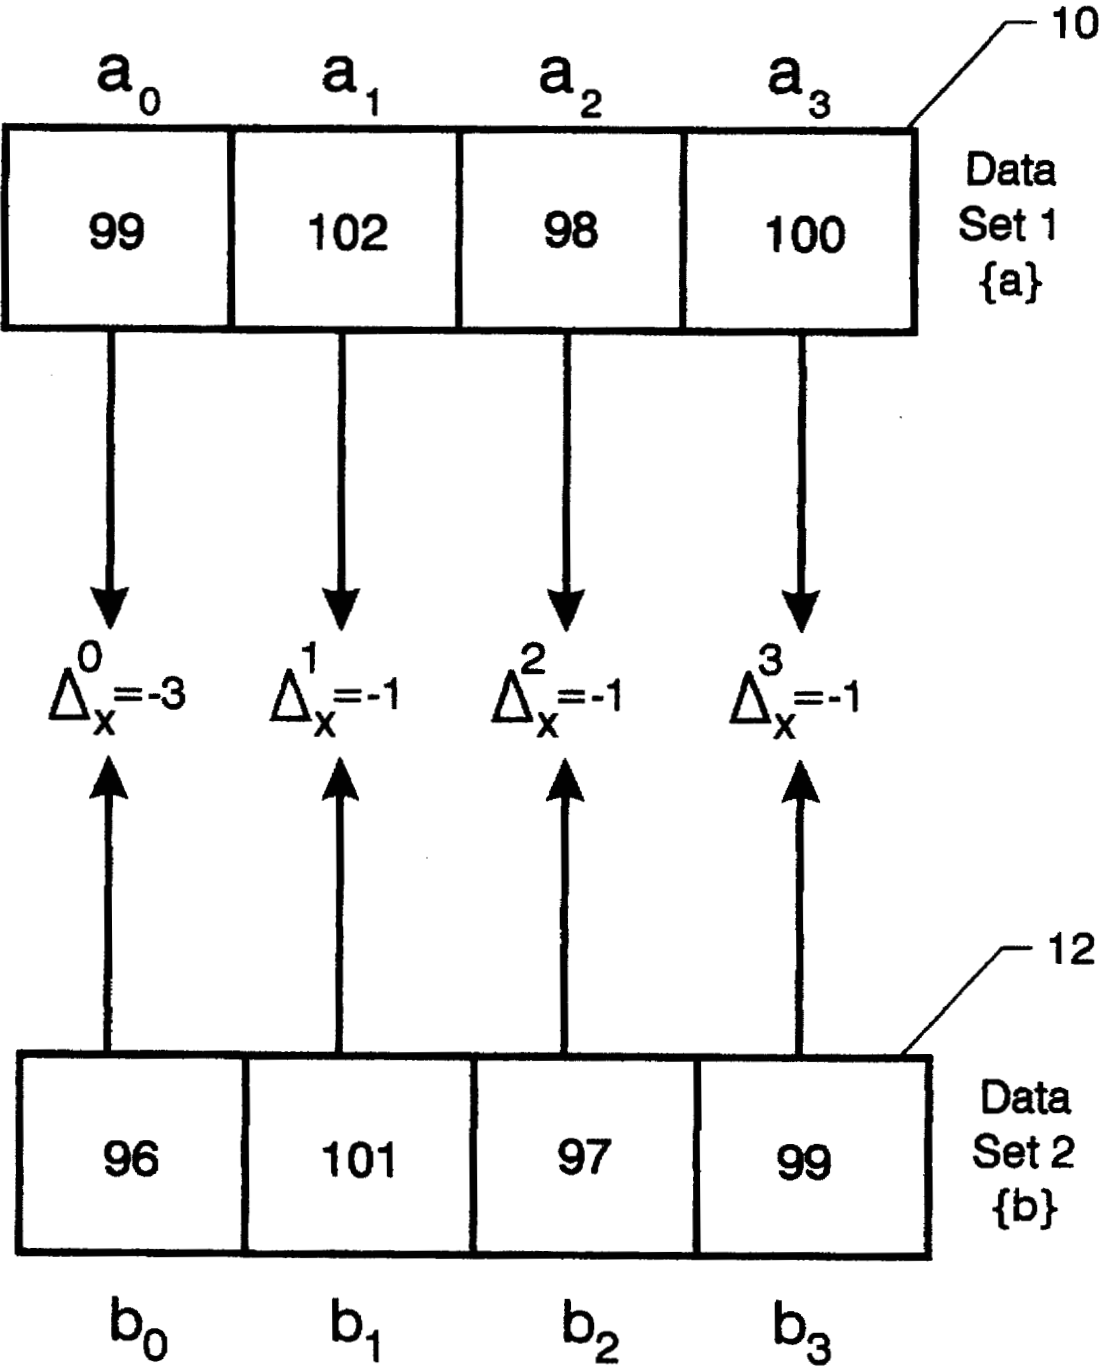 10
a₀ a₁ a₂ a₃
99 102 98 100
Data
Set 1
{a}
Δₓ⁰=-3 Δₓ¹=-1 Δₓ²=-1 Δₓ³=-1
12
96 101 97 99
Data
Set 2
{b}
b₀ b₁ b₂ b₃